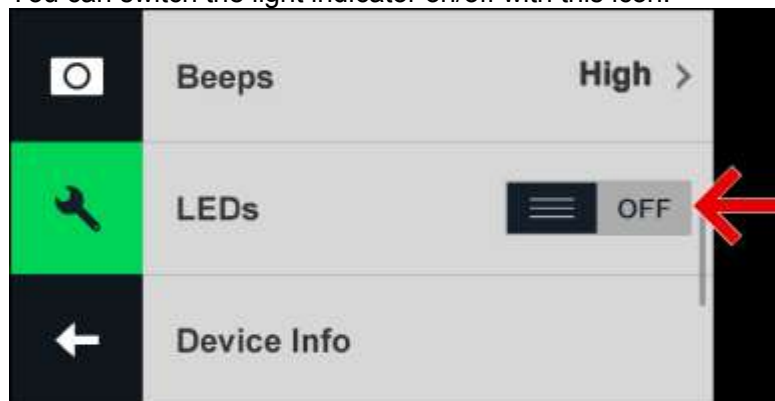 You can switch the light indicator on/off with this icon.
Beeps High >
LEDs OFF
Device Info